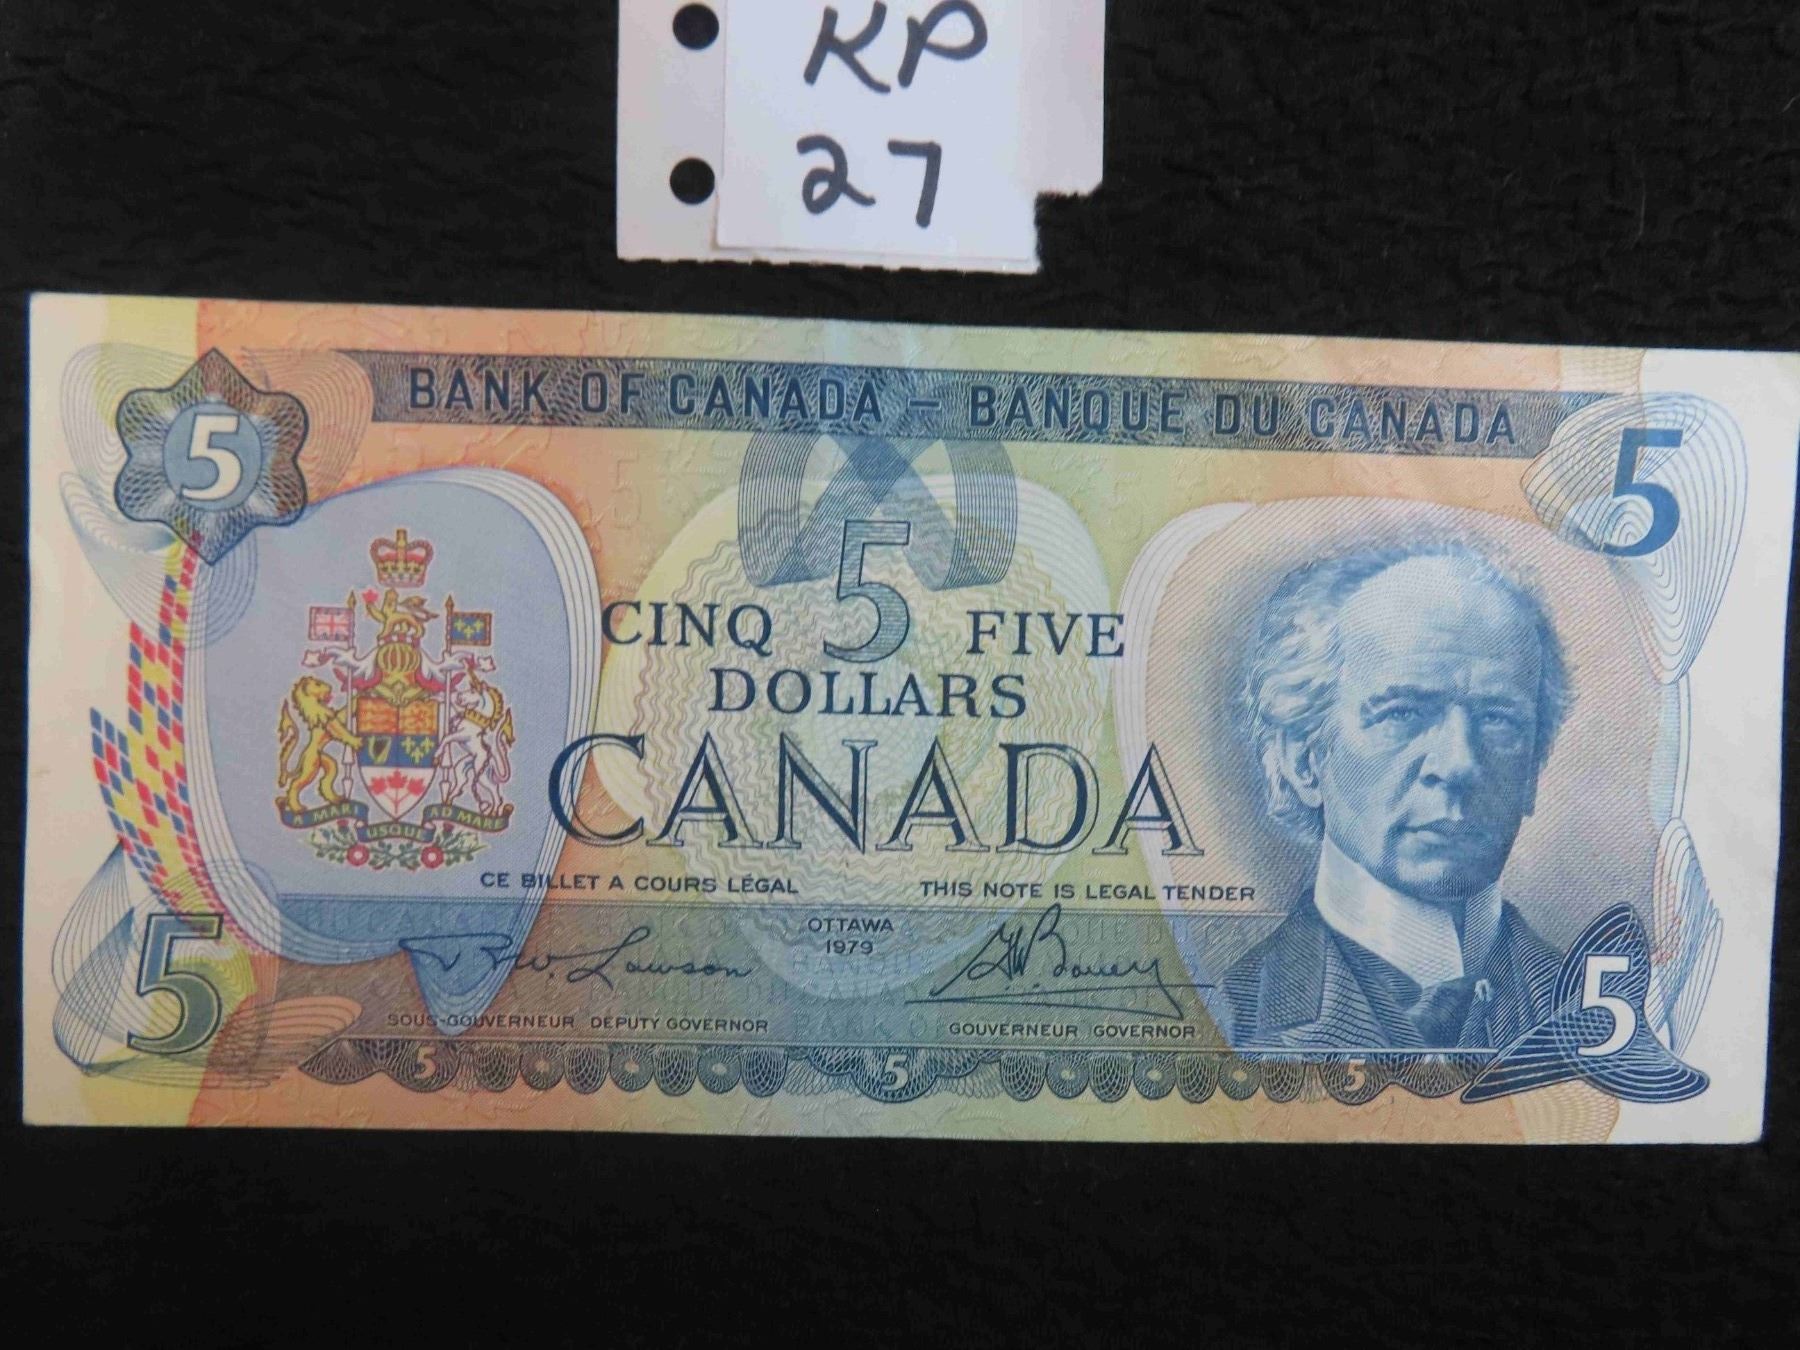 KP
27
BANK OF CANADA – BANQUE DU CANADA
5
5
CINQ 5 FIVE
DOLLARS
CANADA
A MARI USQUE AD MARE
CE BILLET A COURS LÉGAL THIS NOTE IS LEGAL TENDER
OTTAWA
1979
R.W. Lawson
G.K. Bouey
SOUS-GOUVERNEUR DEPUTY GOVERNOR GOUVERNEUR GOVERNOR
5
5
5 5 5